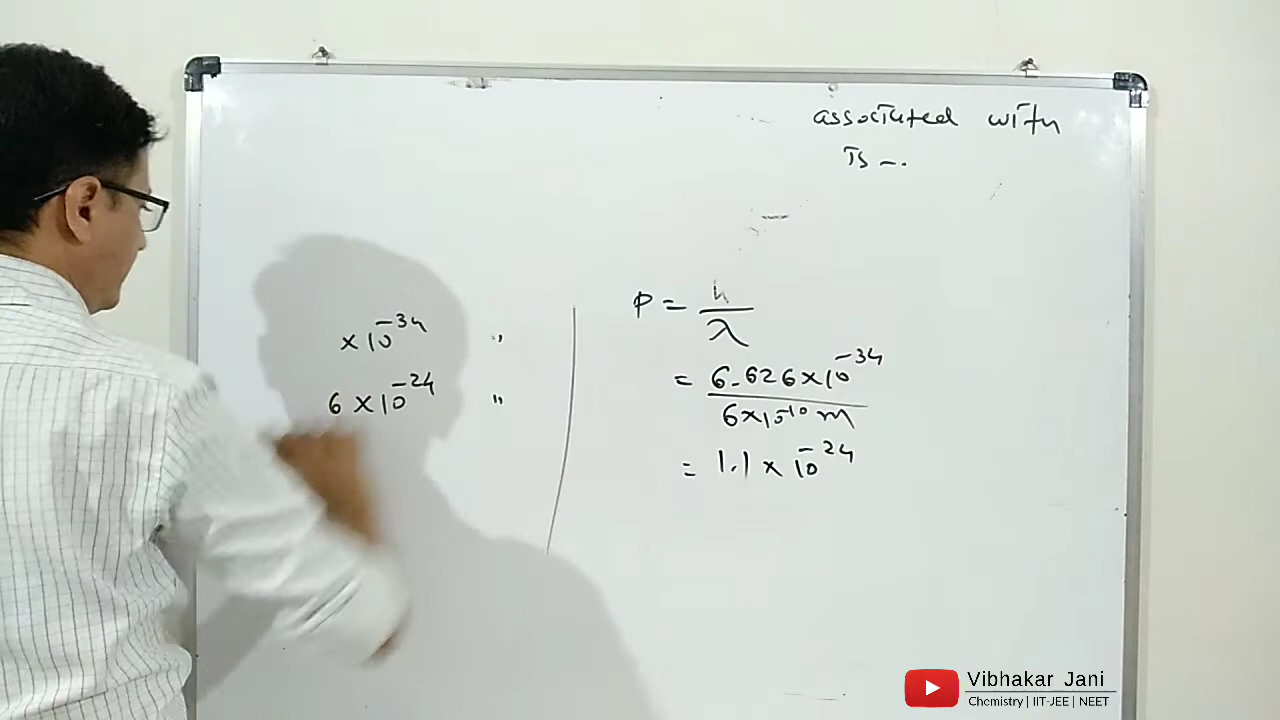 associated with
is -.
× 10⁻³⁴ "
6 × 10⁻²⁴ "
P = h / λ
= 6.626 × 10⁻³⁴ / 6 × 10⁻¹⁰ m
= 1.1 × 10⁻²⁴
Vibhakar Jani
Chemistry | IIT-JEE | NEET